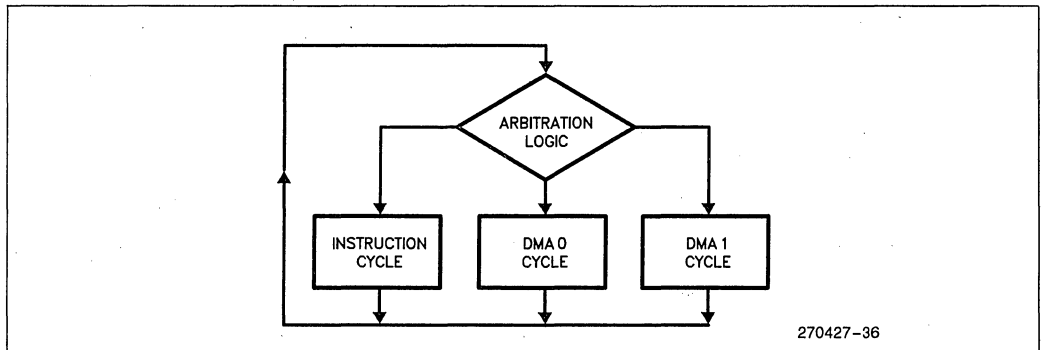 ARBITRATION
LOGIC
INSTRUCTION
CYCLE
DMA 0
CYCLE
DMA 1
CYCLE
270427-36